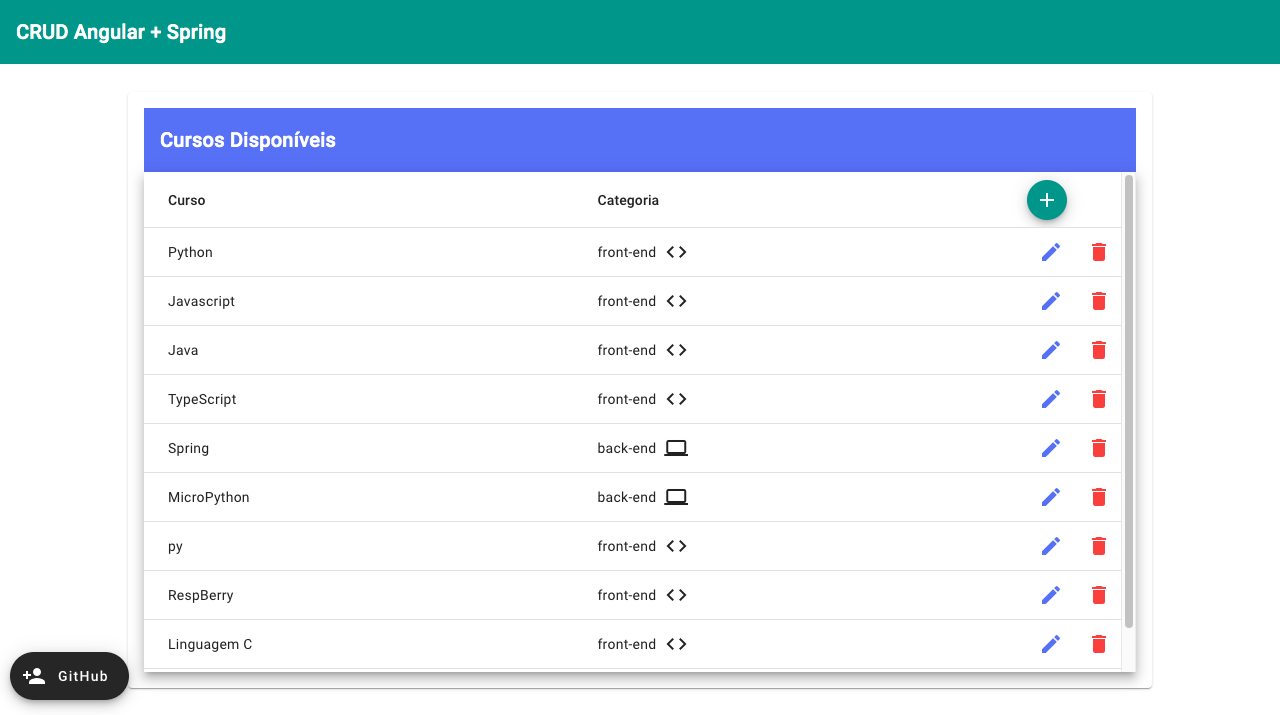 CRUD Angular + Spring
Cursos Disponíveis
Curso Categoria
Python front-end
Javascript front-end
Java front-end
TypeScript front-end
Spring back-end
MicroPython back-end
py front-end
RespBerry front-end
Linguagem C front-end
GitHub